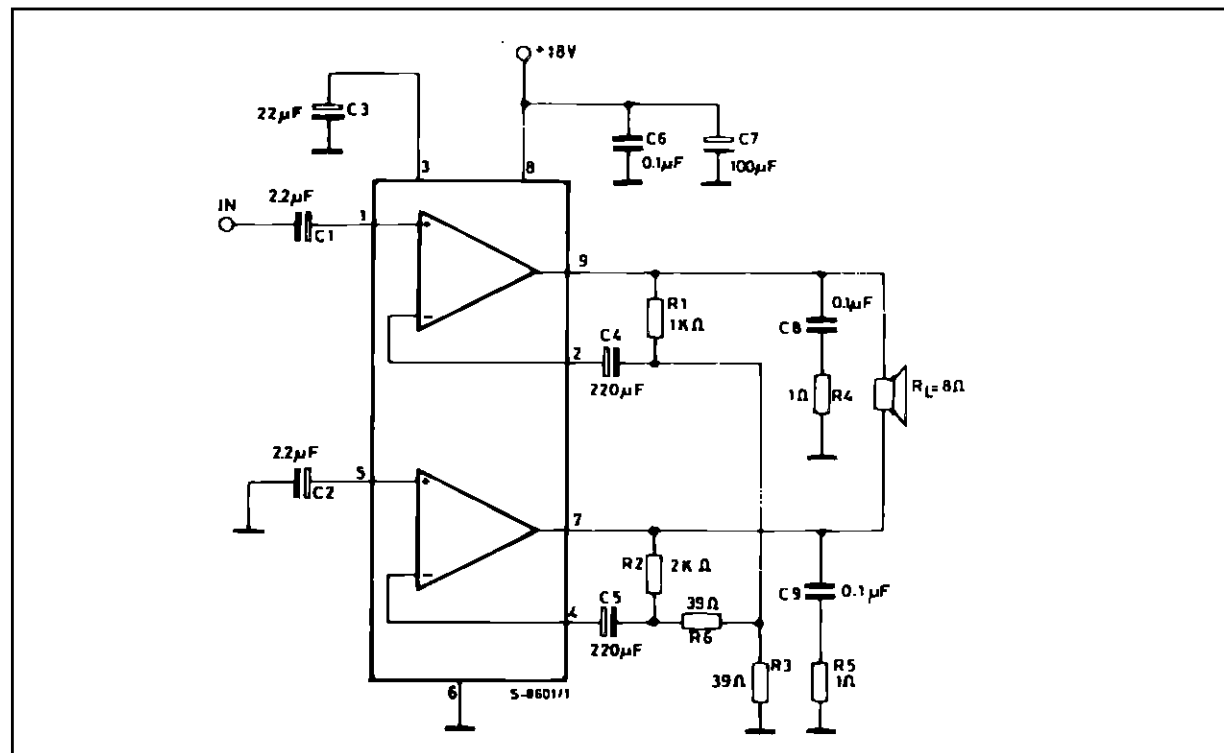 +18V
22µF
C3
C6
0.1µF
C7
100µF
3
8
IN
2.2µF
C1
1
+
-
9
R1
1KΩ
C4
220µF
2
0.1µF
C8
1Ω
R4
RL=8Ω
2.2µF
C2
5
+
-
7
R2
2KΩ
C5
220µF
4
39Ω
R6
C9
0.1µF
39Ω
R3
R5
1Ω
6
S-8601/1